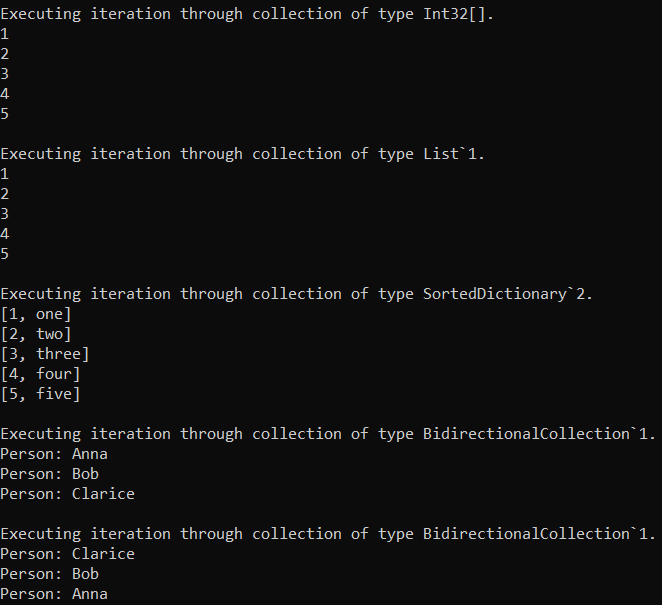 Executing iteration through collection of type Int32[].
1
2
3
4
5
Executing iteration through collection of type List`1.
1
2
3
4
5
Executing iteration through collection of type SortedDictionary`2.
[1, one]
[2, two]
[3, three]
[4, four]
[5, five]
Executing iteration through collection of type BidirectionalCollection`1.
Person: Anna
Person: Bob
Person: Clarice
Executing iteration through collection of type BidirectionalCollection`1.
Person: Clarice
Person: Bob
Person: Anna